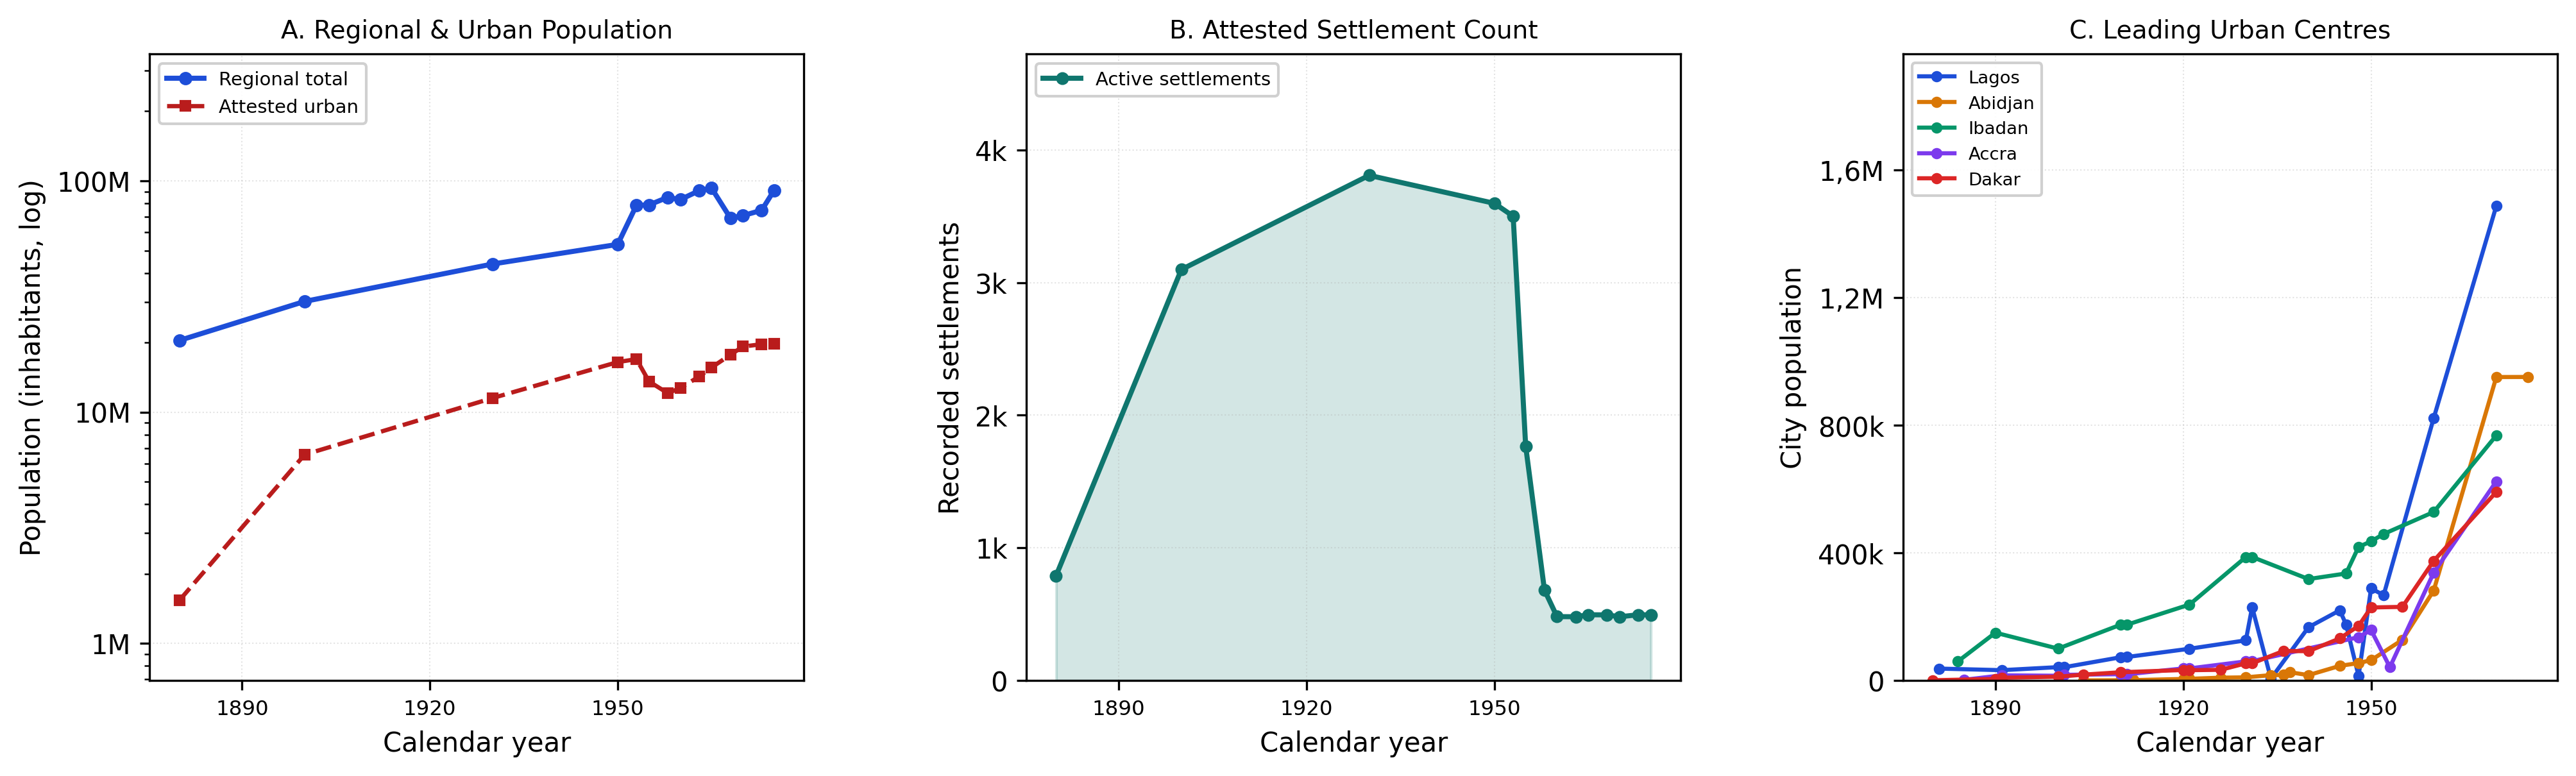 A. Regional & Urban Population
Regional total
Attested urban
Population (inhabitants, log)
100M
10M
1M
1890
1920
1950
Calendar year
B. Attested Settlement Count
Active settlements
Recorded settlements
4k
3k
2k
1k
0
1890
1920
1950
Calendar year
C. Leading Urban Centres
Lagos
Abidjan
Ibadan
Accra
Dakar
City population
1,6M
1,2M
800k
400k
0
1890
1920
1950
Calendar year